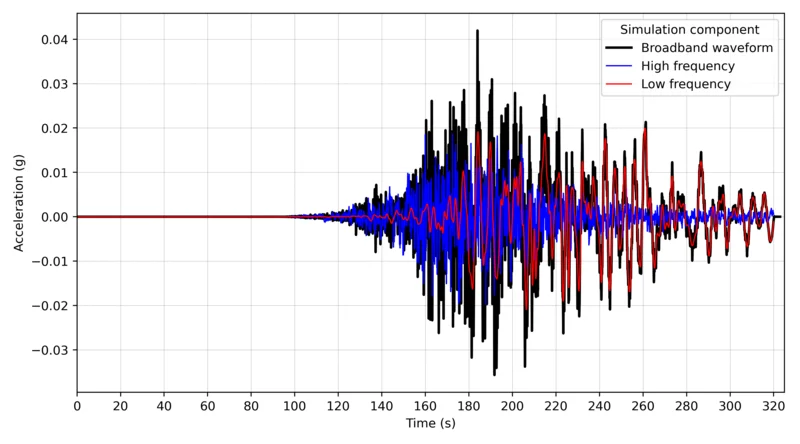 Simulation component
Broadband waveform
High frequency
Low frequency
Acceleration (g)
0.04
0.03
0.02
0.01
0.00
−0.01
−0.02
−0.03
0 20 40 60 80 100 120 140 160 180 200 220 240 260 280 300 320
Time (s)